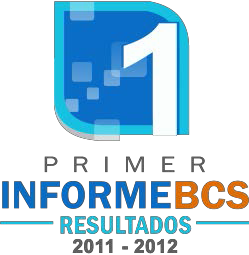 1
PRIMER
INFORMEBCS
RESULTADOS
2011 - 2012